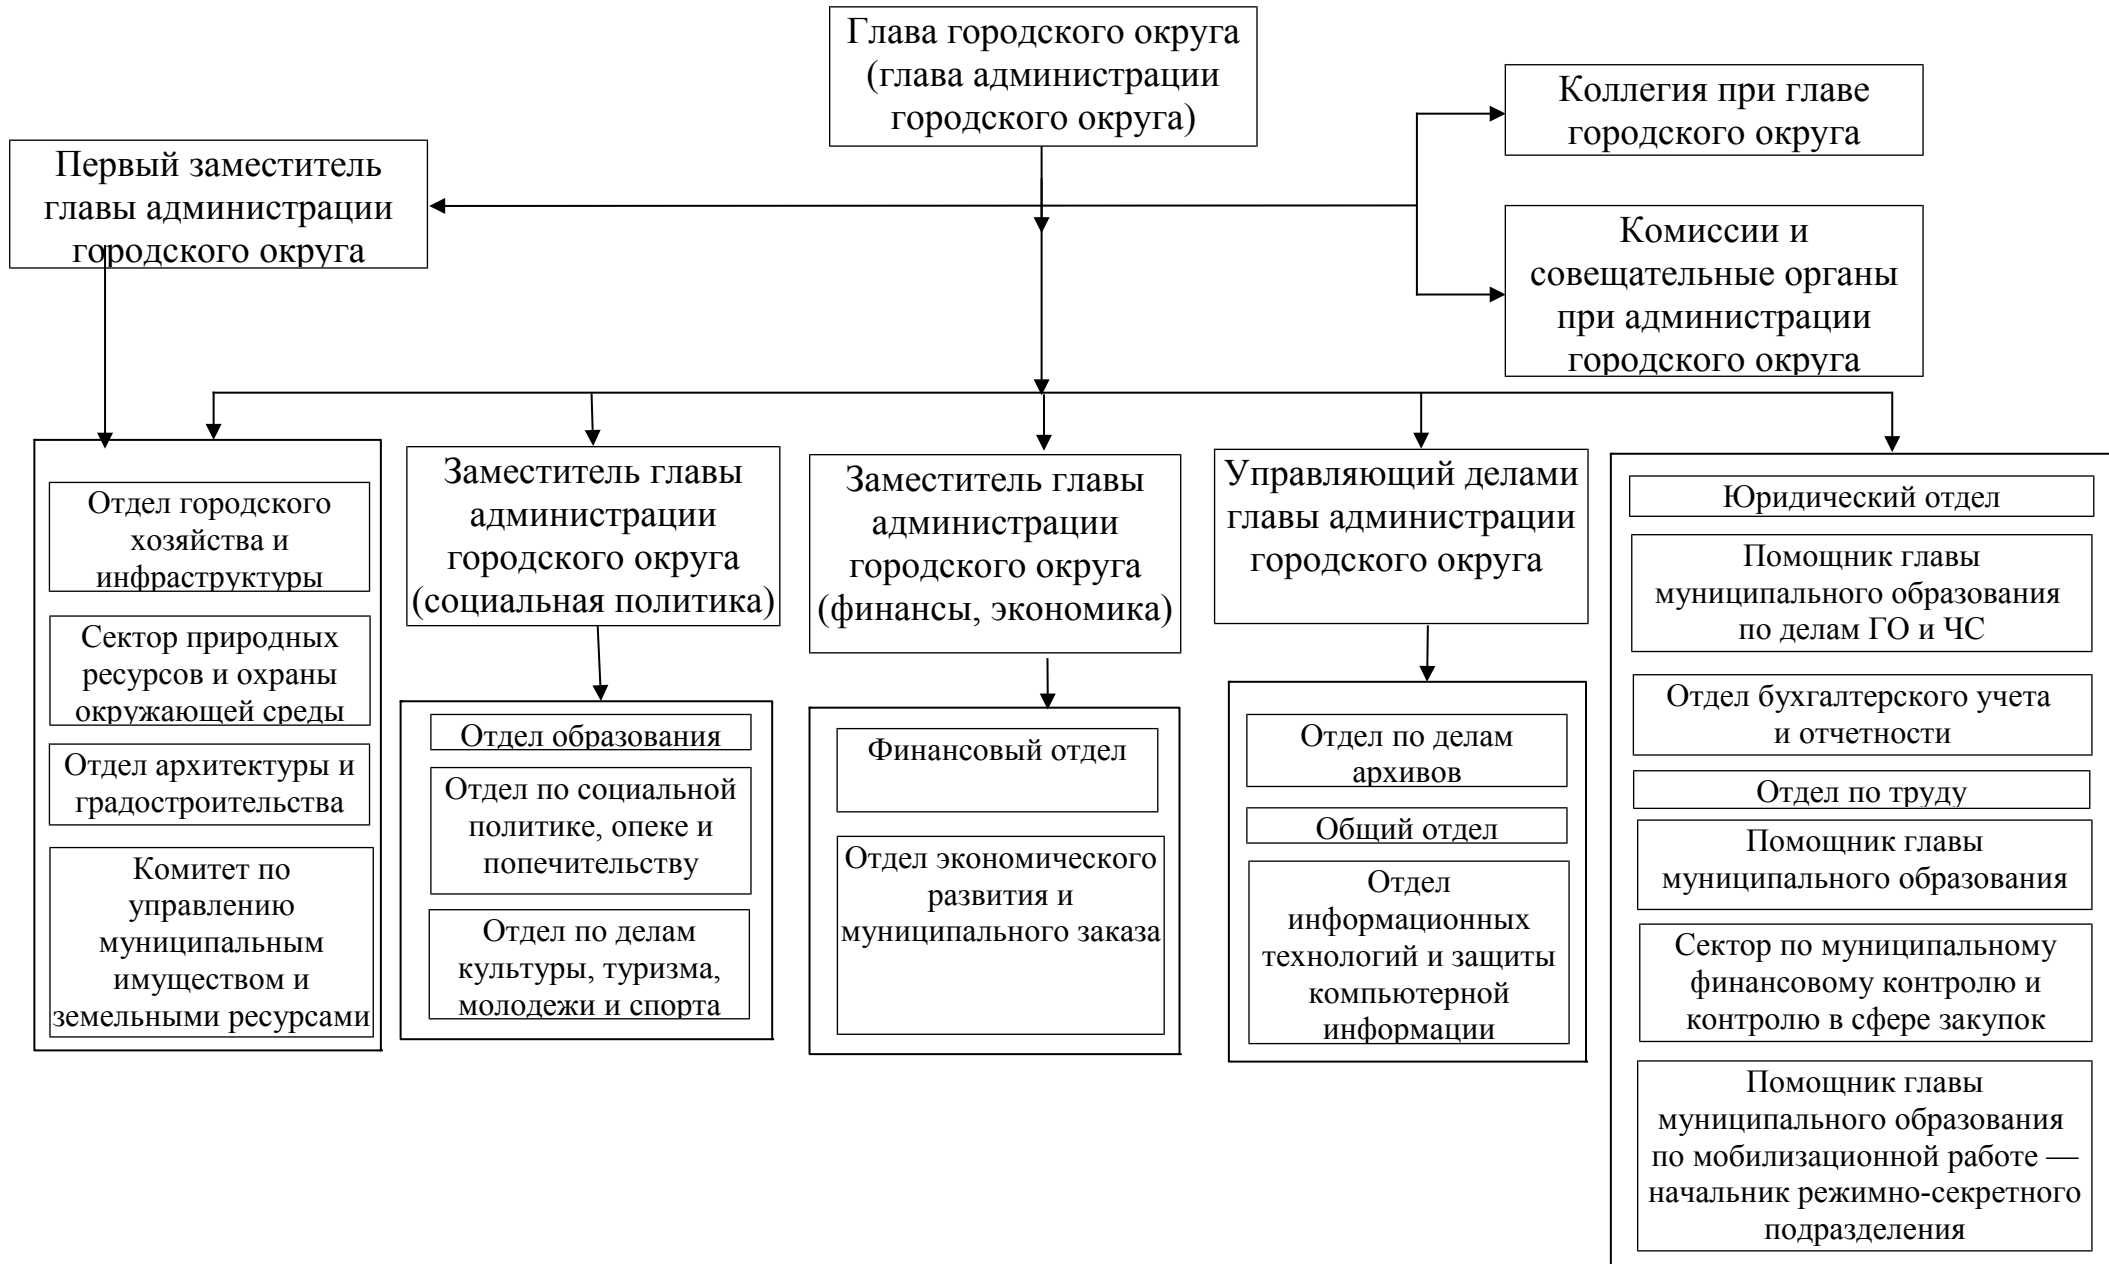 Глава городского округа
(глава администрации
городского округа)
Коллегия при главе
городского округа
Первый заместитель
главы администрации
городского округа
Комиссии и
совещательные органы
при администрации
городского округа
Отдел городского
хозяйства и
инфраструктуры
Сектор природных
ресурсов и охраны
окружающей среды
Отдел архитектуры и
градостроительства
Комитет по
управлению
муниципальным
имуществом и
земельными ресурсами
Заместитель главы
администрации
городского округа
(социальная политика)
Отдел образования
Отдел по социальной
политике, опеке и
попечительству
Отдел по делам
культуры, туризма,
молодежи и спорта
Заместитель главы
администрации
городского округа
(финансы, экономика)
Финансовый отдел
Отдел экономического
развития и
муниципального заказа
Управляющий делами
главы администрации
городского округа
Отдел по делам
архивов
Общий отдел
Отдел
информационных
технологий и защиты
компьютерной
информации
Юридический отдел
Помощник главы
муниципального образования
по делам ГО и ЧС
Отдел бухгалтерского учета
и отчетности
Отдел по труду
Помощник главы
муниципального образования
Сектор по муниципальному
финансовому контролю и
контролю в сфере закупок
Помощник главы
муниципального образования
по мобилизационной работе —
начальник режимно-секретного
подразделения